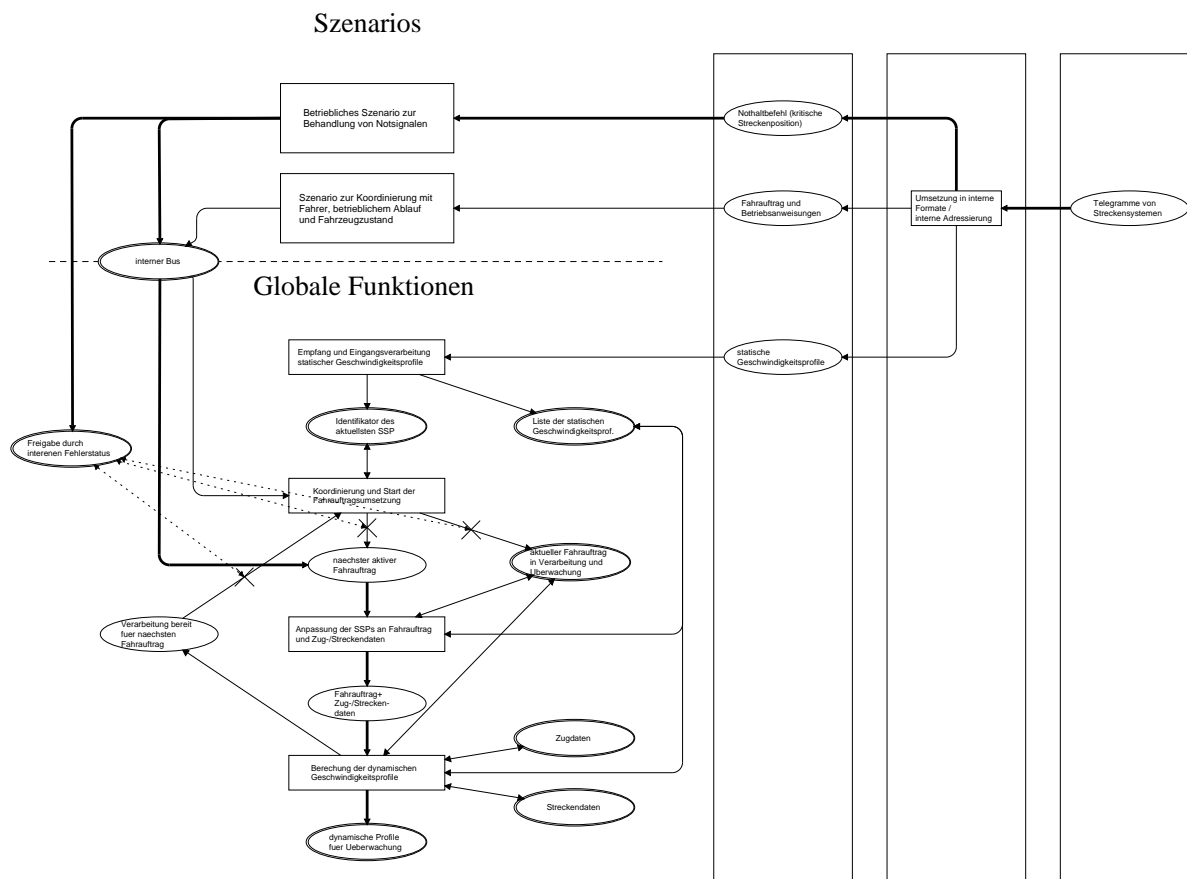 Szenarios
Betriebliches Szenario zur
Behandlung von Notsignalen
Nothaltbefehl (kritische
Streckenposition)
Szenario zur Koordinierung mit
Fahrer, betrieblichem Ablauf
und Fahrzeugzustand
Fahrauftrag und
Betriebsanweisungen
Umsetzung in interne
Formate /
interne Adressierung
Telegramme von
Streckensystemen
interner Bus
Globale Funktionen
Empfang und Eingangsverarbeitung
statischer Geschwindigkeitsprofile
statische
Geschwindigkeitsprofile
Identifikator des
aktuellsten SSP
Liste der statischen
Geschwindigkeitsprof.
Freigabe durch
interenen Fehlerstatus
Koordinierung und Start der
Fahrauftragsumsetzung
naechster aktiver
Fahrauftrag
aktueller Fahrauftrag
in Verarbeitung und
Uberwachung
Verarbeitung bereit
fuer naechsten
Fahrauftrag
Anpassung der SSPs an Fahrauftrag
und Zug-/Streckendaten
Fahrauftrag+
Zug-/Strecken-
daten
Zugdaten
Berechung der dynamischen
Geschwindigkeitsprofile
Streckendaten
dynamische Profile
fuer Ueberwachung